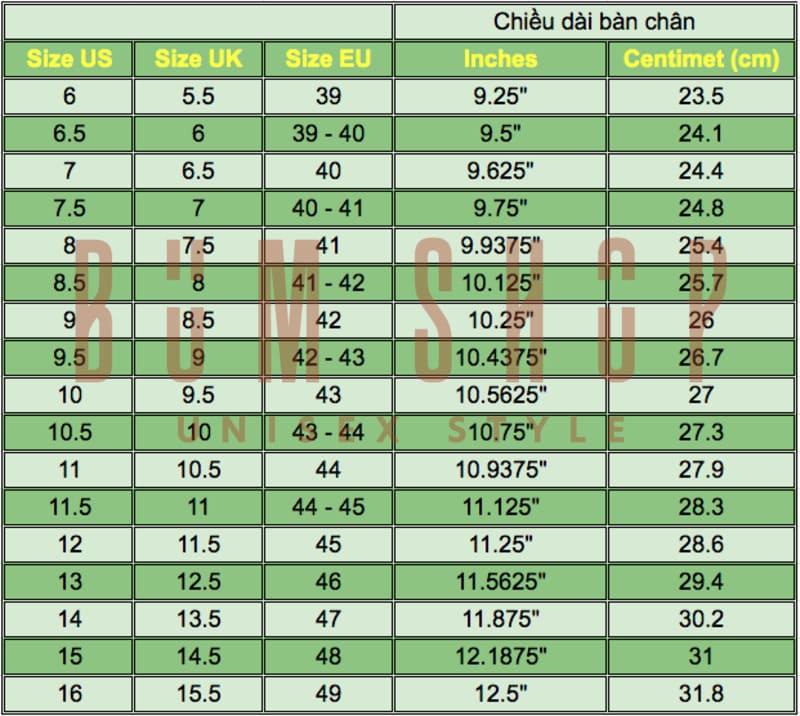 Chiều dài bàn chân
Size US Size UK Size EU Inches Centimet (cm)
6 5.5 39 9.25" 23.5
6.5 6 39 - 40 9.5" 24.1
7 6.5 40 9.625" 24.4
7.5 7 40 - 41 9.75" 24.8
8 7.5 41 9.9375" 25.4
8.5 8 41 - 42 10.125" 25.7
9 8.5 42 10.25" 26
9.5 9 42 - 43 10.4375" 26.7
10 9.5 43 10.5625" 27
10.5 10 43 - 44 10.75" 27.3
11 10.5 44 10.9375" 27.9
11.5 11 44 - 45 11.125" 28.3
12 11.5 45 11.25" 28.6
13 12.5 46 11.5625" 29.4
14 13.5 47 11.875" 30.2
15 14.5 48 12.1875" 31
16 15.5 49 12.5" 31.8
BỜM SHOP
UNISEX STYLE